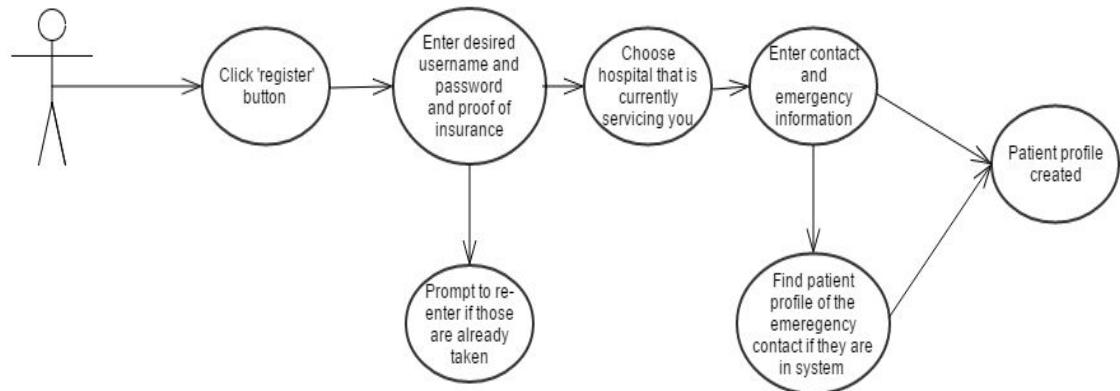 Click 'register'
button
Enter desired
username and
password
and proof of
insurance
Choose
hospital that is
currently
servicing you
Enter contact
and
emergency
information
Patient profile
created
Prompt to re-
enter if those
are already
taken
Find patient
profile of the
emeregency
contact if they are
in system